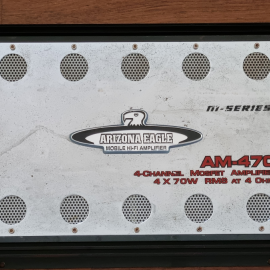 m-SERIES
ARIZONA EAGLE
MOBILE HI-FI AMPLIFIER
AM-470
4-CHANNEL MOSFET AMPLIFIER
4 X 70W RMS AT 4 OHM